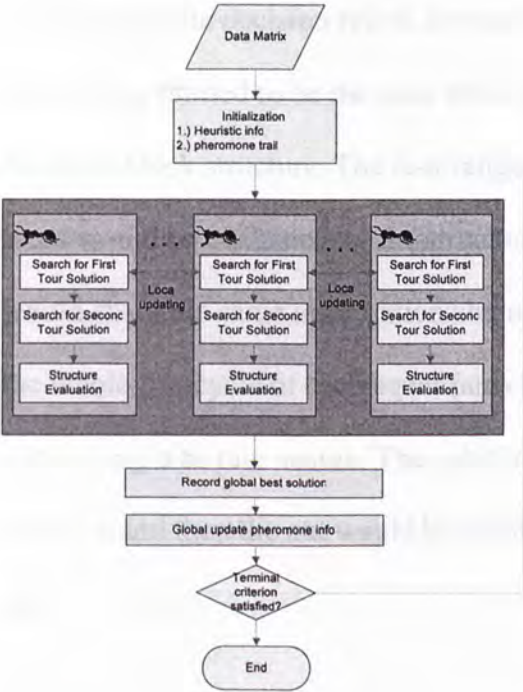 Data Matrix
Initialization
1.) Heuristic info
2.) pheromone trail
. . .
. . .
Search for First
Tour Solution
Search for Second
Tour Solution
Structure
Evaluation
Loca
updating
Search for First
Tour Solution
Search for Second
Tour Solution
Structure
Evaluation
Loca
updating
Search for First
Tour Solution
Search for Second
Tour Solution
Structure
Evaluation
Record global best solution
Global update pheromone info
Terminal
criterion
satisfied?
End